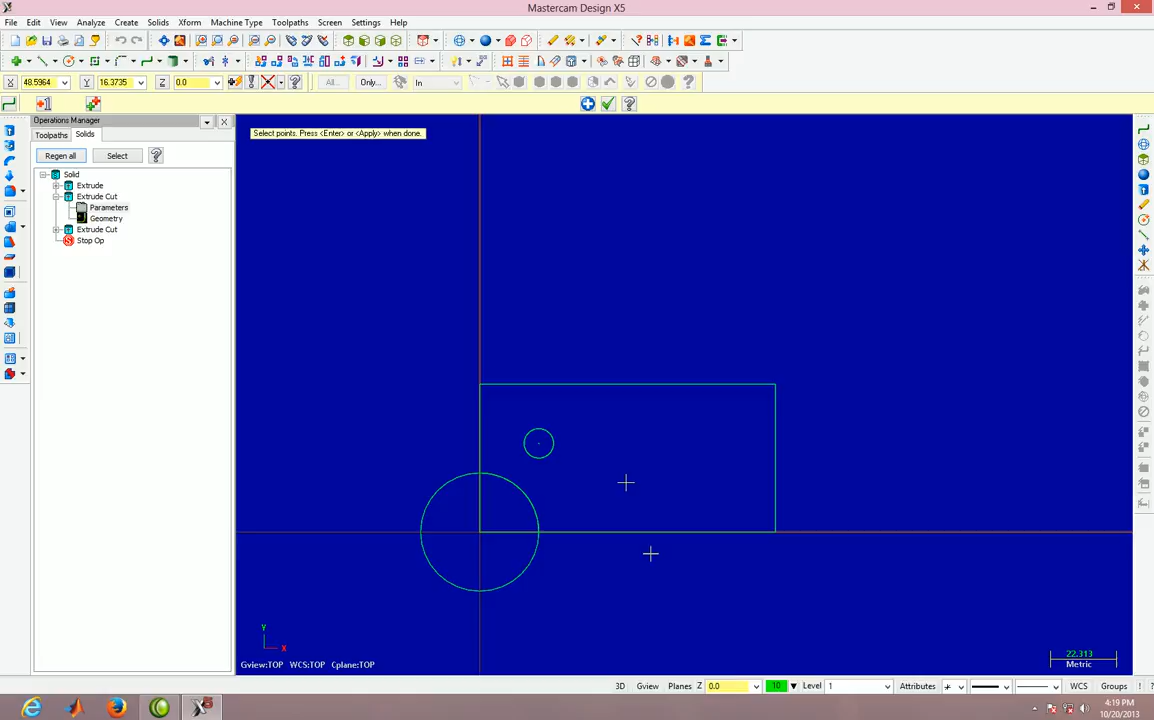 Mastercam Design X5
File Edit View Analyze Create Solids Xform Machine Type Toolpaths Screen Settings Help
X 48.5964 Y 16.3735 Z 0.0 All... Only... In
Operations Manager
Toolpaths Solids
Regen all Select
Solid
Extrude
Extrude Cut
Parameters
Geometry
Extrude Cut
Stop Op
Select points. Press <Enter> or <Apply> when done.
Y
X
Gview:TOP WCS:TOP Cplane:TOP
22.313
Metric
3D Gview Planes Z 0.0 10 Level 1 Attributes WCS Groups ! ?
4:19 PM
10/20/2013